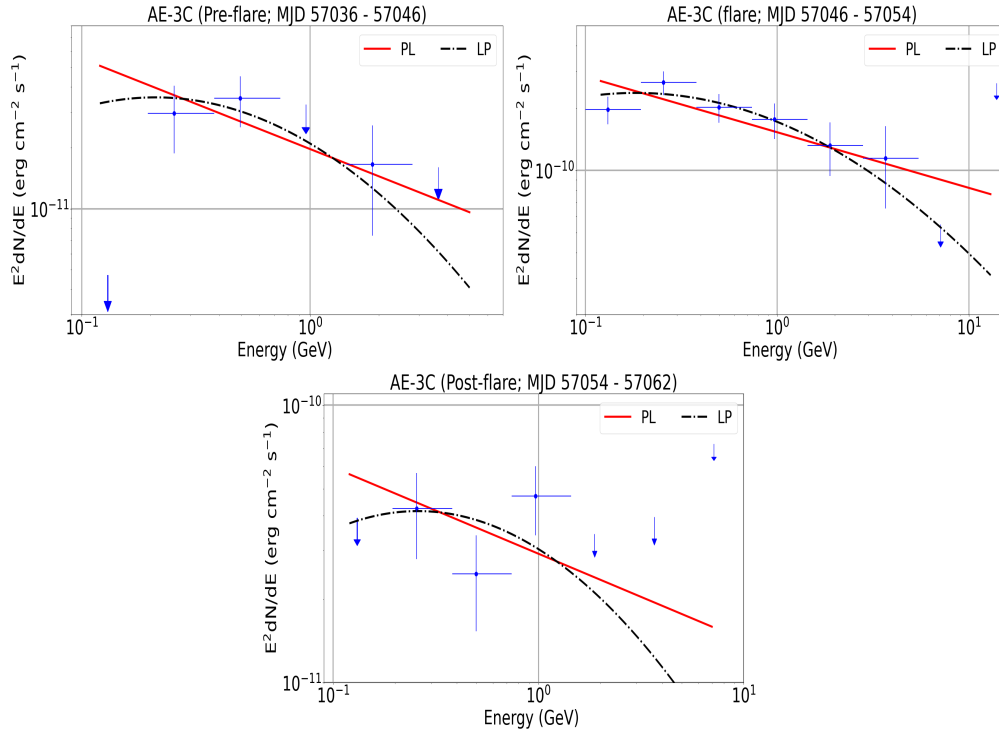 AE-3C (Pre-flare; MJD 57036 - 57046)
PL LP
E²dN/dE (erg cm⁻² s⁻¹)
10⁻¹¹
10⁻¹ 10⁰
Energy (GeV)
AE-3C (flare; MJD 57046 - 57054)
PL LP
E²dN/dE (erg cm⁻² s⁻¹)
10⁻¹⁰
10⁻¹ 10⁰ 10¹
Energy (GeV)
AE-3C (Post-flare; MJD 57054 - 57062)
10⁻¹⁰
PL LP
E²dN/dE (erg cm⁻² s⁻¹)
10⁻¹¹
10⁻¹ 10⁰ 10¹
Energy (GeV)